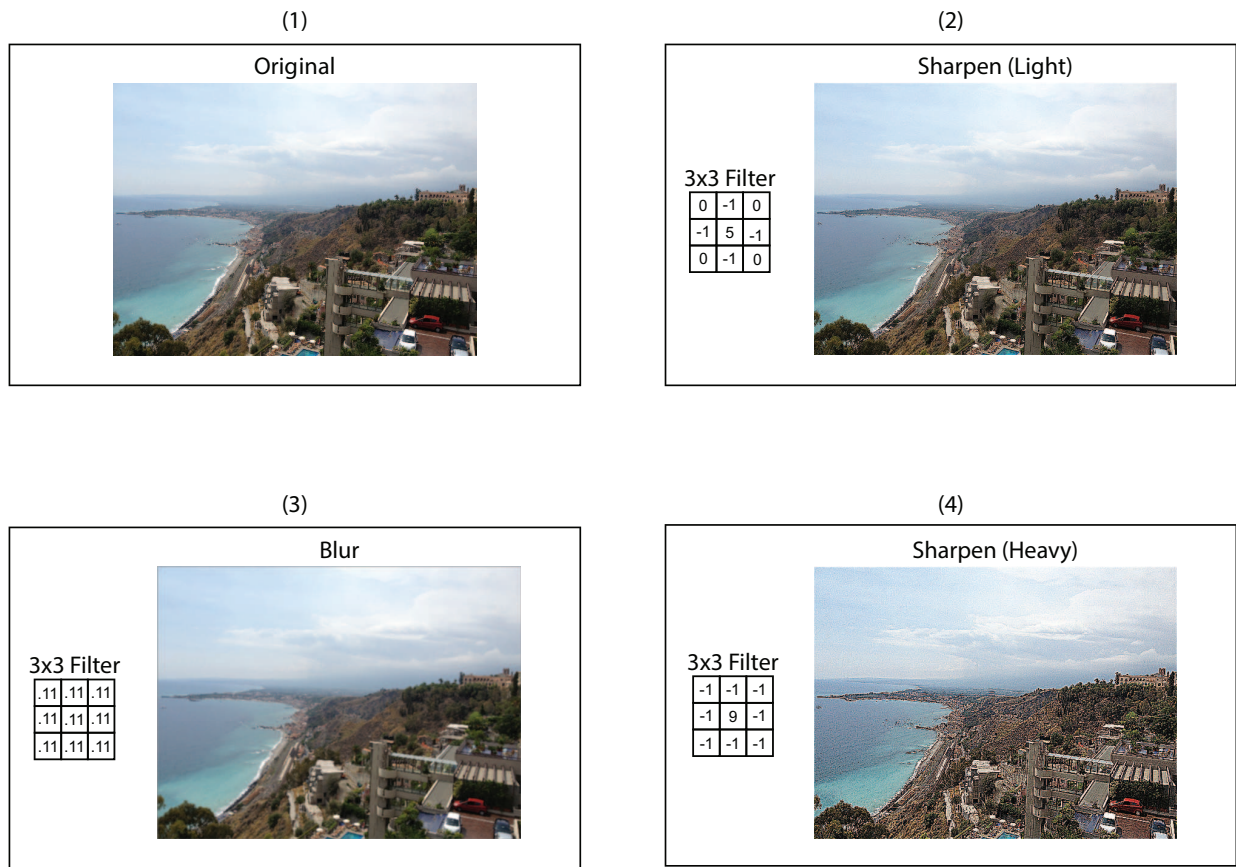 (1)
Original
(2)
Sharpen (Light)
3x3 Filter
0 -1 0
-1 5 -1
0 -1 0
(3)
Blur
3x3 Filter
.11 .11 .11
.11 .11 .11
.11 .11 .11
(4)
Sharpen (Heavy)
3x3 Filter
-1 -1 -1
-1 9 -1
-1 -1 -1